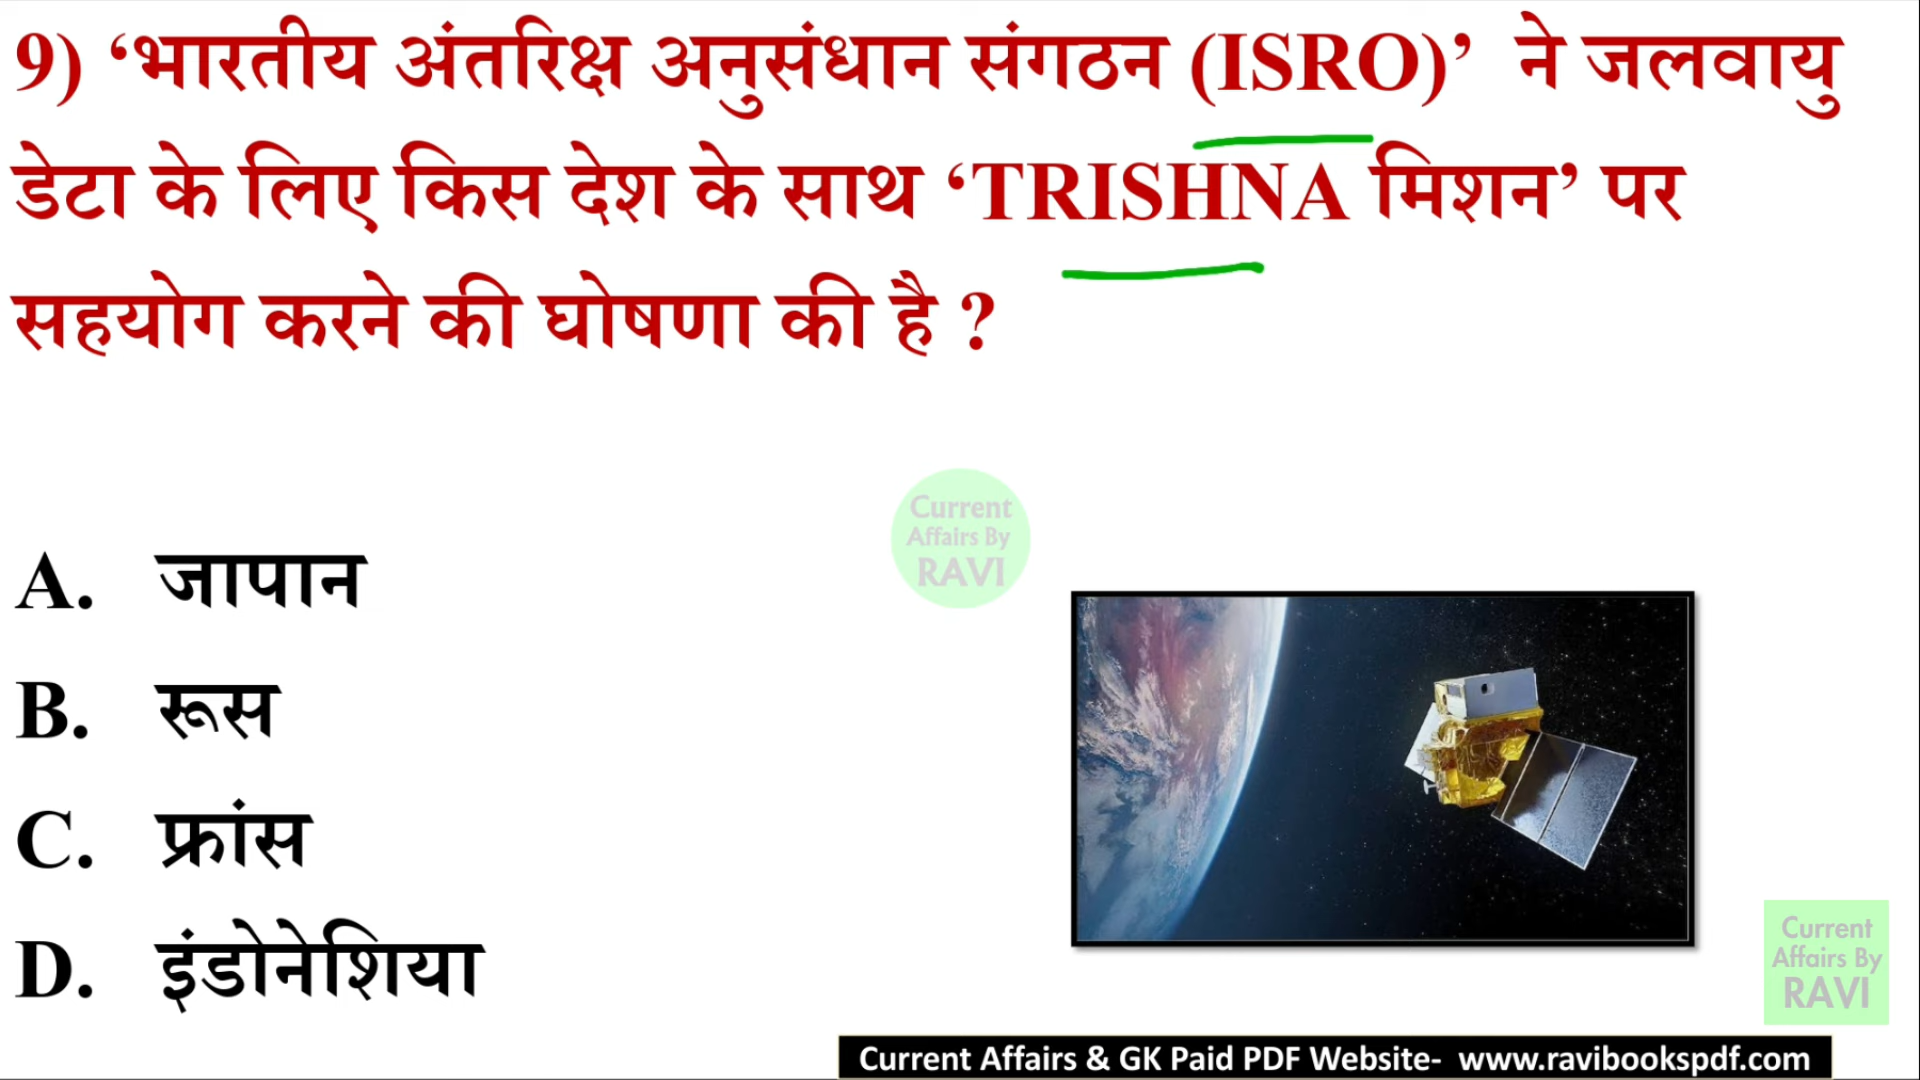 9) ‘भारतीय अंतरिक्ष अनुसंधान संगठन (ISRO)’ ने जलवायु
डेटा के लिए किस देश के साथ ‘TRISHNA मिशन’ पर
सहयोग करने की घोषणा की है ?
Current
Affairs By
RAVI
A. जापान
B. रूस
C. फ्रांस
D. इंडोनेशिया
Current
Affairs By
RAVI
Current Affairs & GK Paid PDF Website- www.ravibookspdf.com